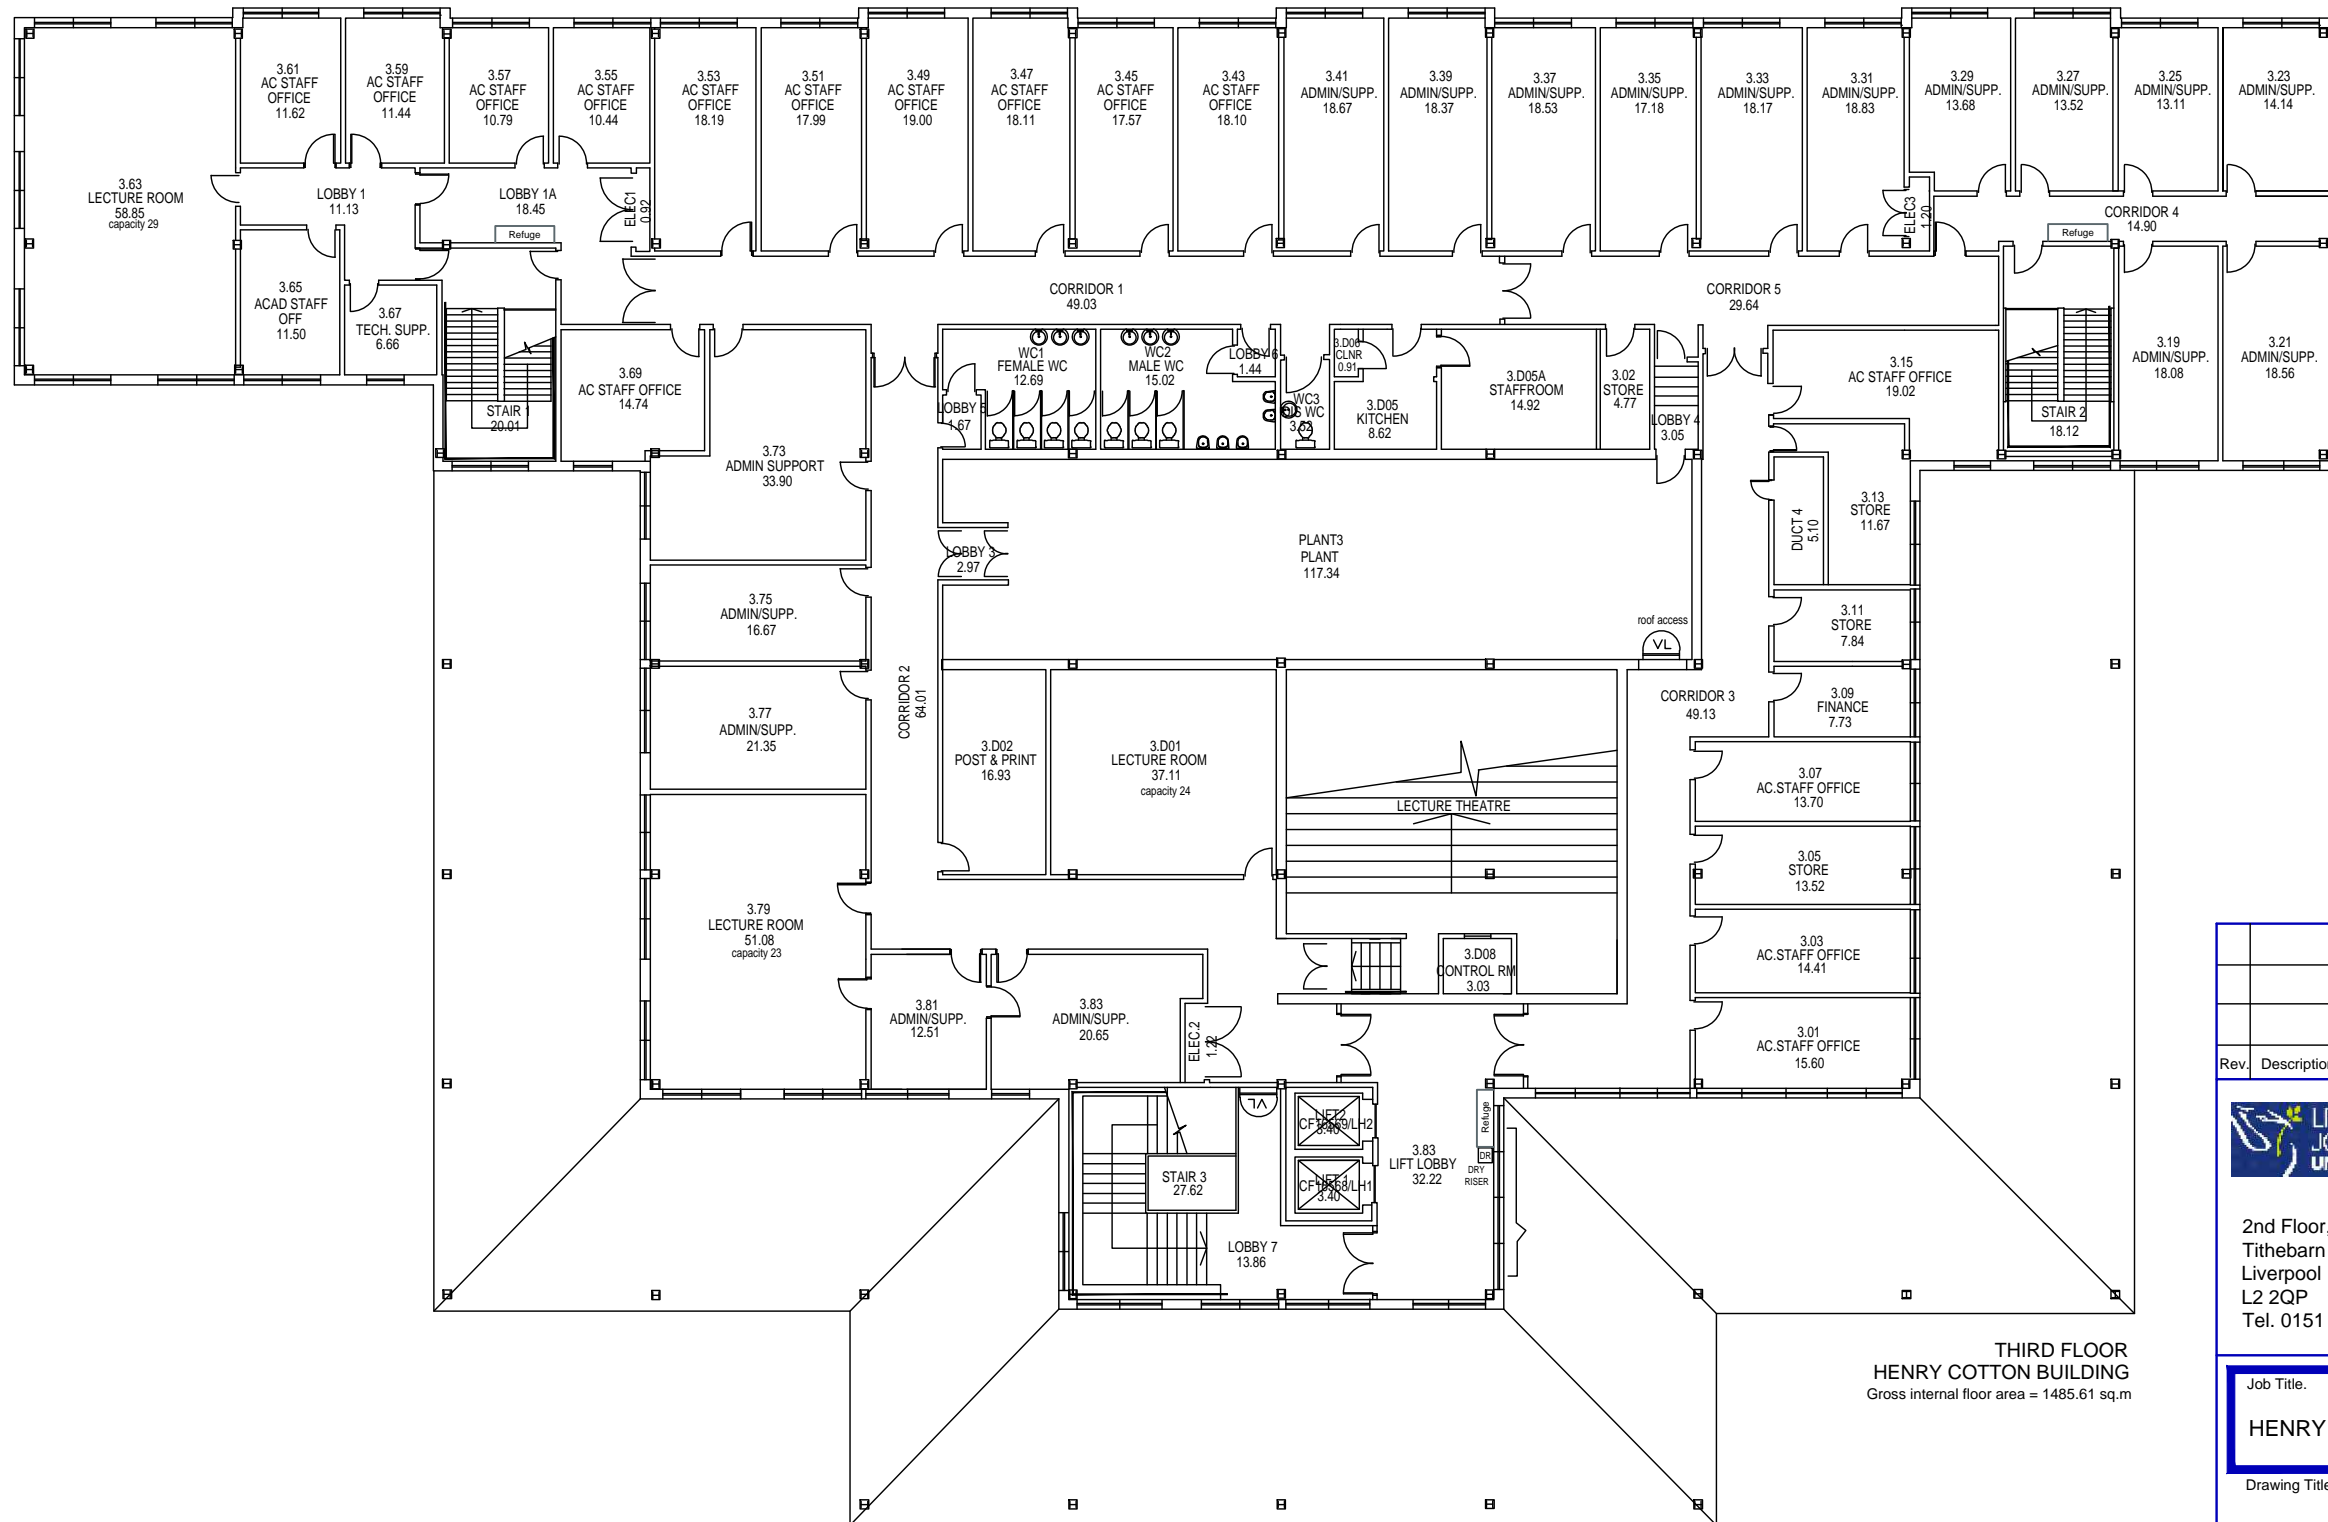 3.61
AC STAFF
OFFICE
11.62
3.59
AC STAFF
OFFICE
11.44
3.57
AC STAFF
OFFICE
10.79
3.55
AC STAFF
OFFICE
10.44
3.53
AC STAFF
OFFICE
18.19
3.51
AC STAFF
OFFICE
17.99
3.49
AC STAFF
OFFICE
19.00
3.47
AC STAFF
OFFICE
18.11
3.45
AC STAFF
OFFICE
17.57
3.43
AC STAFF
OFFICE
18.10
3.41
ADMIN/SUPP.
18.67
3.39
ADMIN/SUPP.
18.37
3.37
ADMIN/SUPP.
18.53
3.35
ADMIN/SUPP.
17.18
3.33
ADMIN/SUPP.
18.17
3.31
ADMIN/SUPP.
18.83
3.29
ADMIN/SUPP.
13.68
3.27
ADMIN/SUPP.
13.52
3.25
ADMIN/SUPP.
13.11
3.23
ADMIN/SUPP.
14.14
3.63
LECTURE ROOM
58.85
capacity 29
LOBBY 1
11.13
LOBBY 1A
18.45
Refuge
ELEC1
0.92
ELEC3
1.20
CORRIDOR 4
14.90
Refuge
3.65
ACAD STAFF
OFF
11.50
3.67
TECH. SUPP.
6.66
CORRIDOR 1
49.03
CORRIDOR 5
29.64
STAIR 1
20.01
3.69
AC STAFF OFFICE
14.74
3.73
ADMIN SUPPORT
33.90
LOBBY 5
1.67
WC1
FEMALE WC
12.69
WC2
MALE WC
15.02
LOBBY 6
1.44
WC3
DIS WC
3.52
3.D06
CLNR
0.91
3.D05
KITCHEN
8.62
3.D05A
STAFFROOM
14.92
3.02
STORE
4.77
LOBBY 4
3.05
3.15
AC STAFF OFFICE
19.02
STAIR 2
18.12
3.19
ADMIN/SUPP.
18.08
3.21
ADMIN/SUPP.
18.56
LOBBY 3
2.97
PLANT3
PLANT
117.34
DUCT 4
5.10
3.13
STORE
11.67
3.75
ADMIN/SUPP.
16.67
roof access
VL
3.11
STORE
7.84
3.77
ADMIN/SUPP.
21.35
CORRIDOR 2
64.01
3.D02
POST & PRINT
16.93
3.D01
LECTURE ROOM
37.11
capacity 24
CORRIDOR 3
49.13
3.09
FINANCE
7.73
LECTURE THEATRE
3.07
AC.STAFF OFFICE
13.70
3.05
STORE
13.52
3.79
LECTURE ROOM
51.08
capacity 23
3.D08
CONTROL RM
3.03
3.03
AC.STAFF OFFICE
14.41
3.81
ADMIN/SUPP.
12.51
3.83
ADMIN/SUPP.
20.65
ELEC.2
1.22
3.01
AC.STAFF OFFICE
15.60
VL
LIFT2
CF16569/LH2
3.40
LIFT 1
CF16568/LH1
3.40
STAIR 3
27.62
3.83
LIFT LOBBY
32.22
Refuge
DR
DRY
RISER
LOBBY 7
13.86
THIRD FLOOR
HENRY COTTON BUILDING
Gross internal floor area = 1485.61 sq.m
Rev. Description
2nd Floor,
Tithebarn
Liverpool
L2 2QP
Tel. 0151
Job Title.
HENRY
Drawing Title